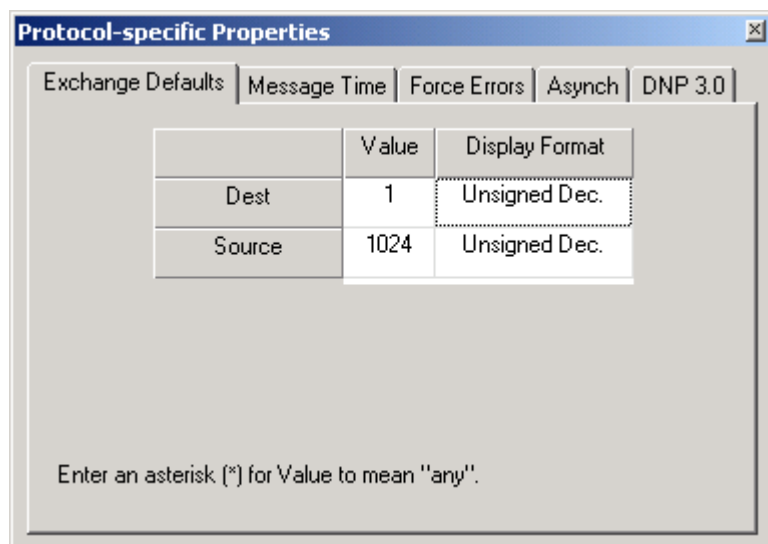 Protocol-specific Properties
Exchange Defaults Message Time Force Errors Asynch DNP 3.0
Value Display Format
Dest 1 Unsigned Dec.
Source 1024 Unsigned Dec.
Enter an asterisk (*) for Value to mean "any".